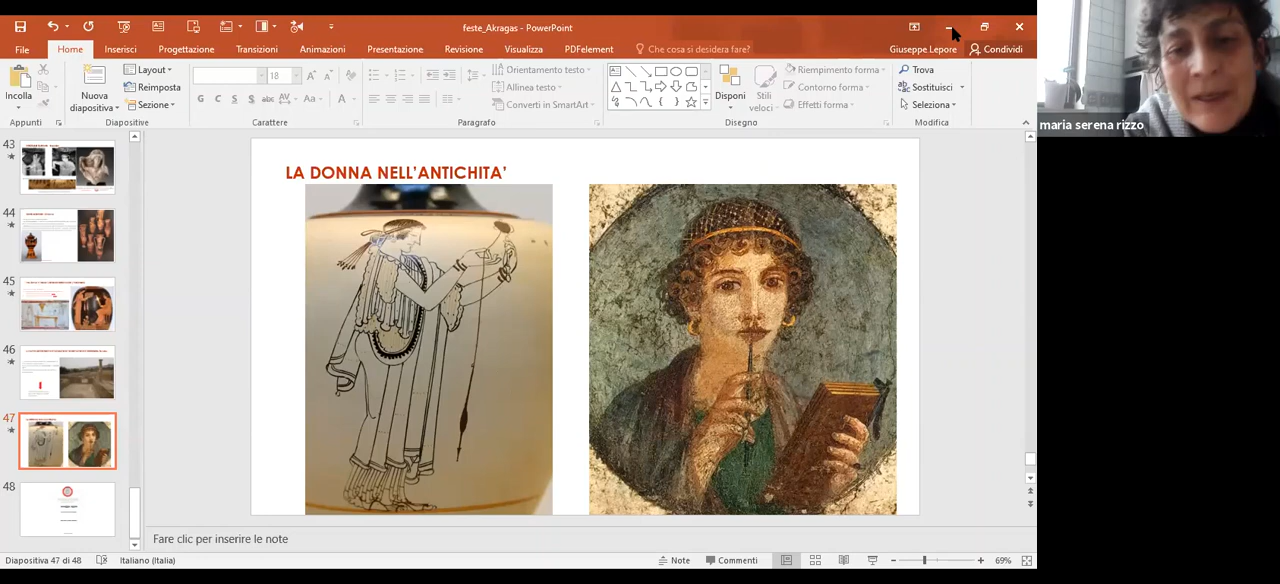 feste_Akragas - PowerPoint
File
Home
Inserisci
Progettazione
Transizioni
Animazioni
Presentazione
Revisione
Visualizza
PDFelement
Che cosa si desidera fare?
Giuseppe.Lepore
Condividi
Incolla
Nuova
diapositiva
Layout
Reimposta
Sezione
18
G C S S abc AV Aa A
Orientamento testo
Allinea testo
Converti in SmartArt
Disponi
Stili
veloci
Riempimento forma
Contorno forma
Effetti forma
Trova
Sostituisci
Seleziona
Appunti
Diapositive
Carattere
Paragrafo
Disegno
Modifica
maria serena rizzo
43
44
45
46
47
48
LA DONNA NELL'ANTICHITA'
Fare clic per inserire le note
Diapositiva 47 di 48
Italiano (Italia)
Note
Commenti
69%